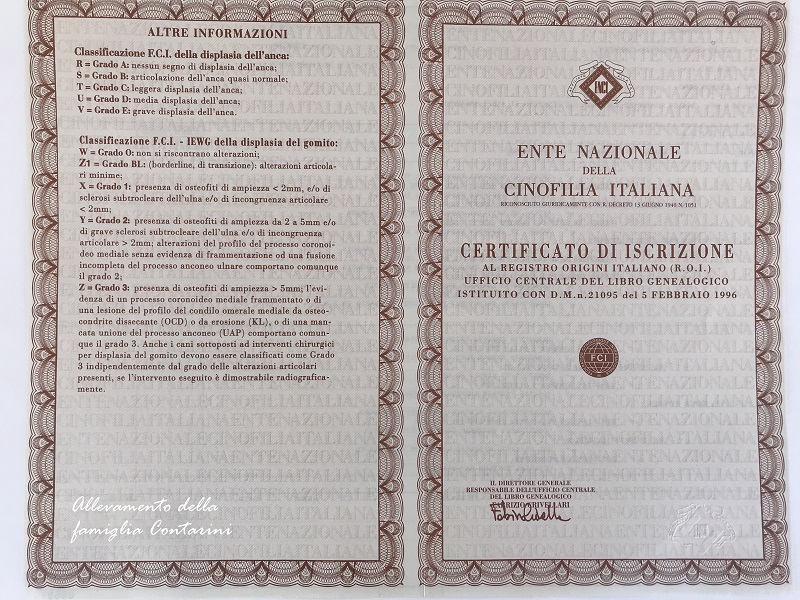 ALTRE INFORMAZIONI
Classificazione F.C.I. della displasia dell'anca:
R = Grado A: nessun segno di displasia dell'anca;
S = Grado B: articolazione dell'anca quasi normale;
T = Grado C: leggera displasia dell'anca;
U = Grado D: media displasia dell'anca;
V = Grado E: grave displasia dell'anca.
Classificazione F.C.I. - IEWG della displasia del gomito:
W = Grado O: non si riscontrano alterazioni;
Z1 = Grado BL: (borderline, di transizione): alterazioni articola-
ri minime;
X = Grado 1: presenza di osteofiti di ampiezza < 2mm, e/o di
sclerosi subtrocleare dell'ulna e/o di incongruenza articolare
< 2mm;
Y = Grado 2: presenza di osteofiti di ampiezza da 2 a 5mm e/o
di grave sclerosi subtrocleare dell'ulna e/o di incongruenza
articolare > 2mm; alterazioni del profilo del processo coronoi-
deo mediale senza evidenza di frammentazione od una fusione
incompleta del processo anconeo ulnare comportano comunque
il grado 2;
Z = Grado 3: presenza di osteofiti di ampiezza > 5mm; l'evi-
denza di un processo coronoideo mediale frammentato o di
una lesione del profilo del condilo omerale mediale da osteo-
condrite dissecante (OCD) o da erosione (KL), o di una man-
cata unione del processo anconeo (UAP) comportano comun-
que il grado 3. Anche i cani sottoposti ad interventi chirurgici
per displasia del gomito devono essere classificati come Grado
3 indipendentemente dal grado delle alterazioni articolari
presenti, se l'intervento eseguito è dimostrabile radiografica-
mente.
Allevamento della
famiglia Contarini
ENCI
ENTE NAZIONALE
DELLA
CINOFILIA ITALIANA
RICONOSCIUTO GIURIDICAMENTE CON R. DECRETO 13 GIUGNO 1940 N. 1051
CERTIFICATO DI ISCRIZIONE
AL REGISTRO ORIGINI ITALIANO (R.O.I.)
UFFICIO CENTRALE DEL LIBRO GENEALOGICO
ISTITUITO CON D.M. n. 21095 del 5 FEBBRAIO 1996
FCI
IL DIRETTORE GENERALE
RESPONSABILE DELL'UFFICIO CENTRALE
DEL LIBRO GENEALOGICO
FABRIZIO CRIVELLARI